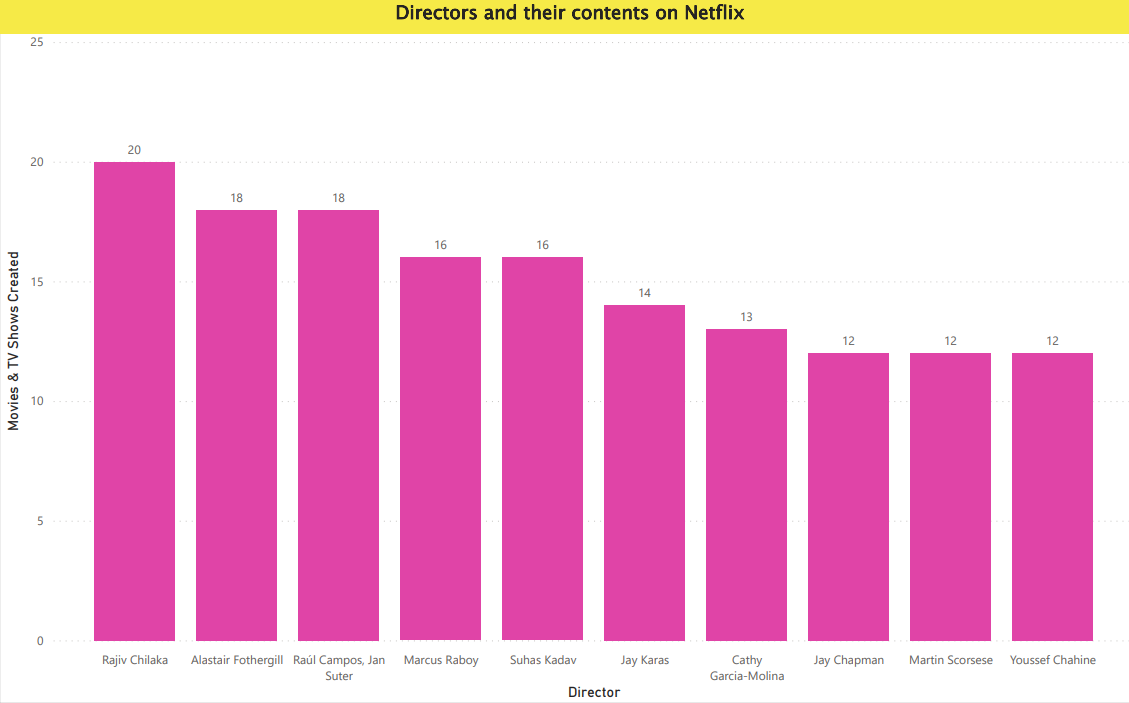 Directors and their contents on Netflix
25
20
15
10
5
0
Movies & TV Shows Created
20
18
18
16
16
14
13
12
12
12
Rajiv Chilaka
Alastair Fothergill
Raúl Campos, Jan
Suter
Marcus Raboy
Suhas Kadav
Jay Karas
Cathy
Garcia-Molina
Jay Chapman
Martin Scorsese
Youssef Chahine
Director